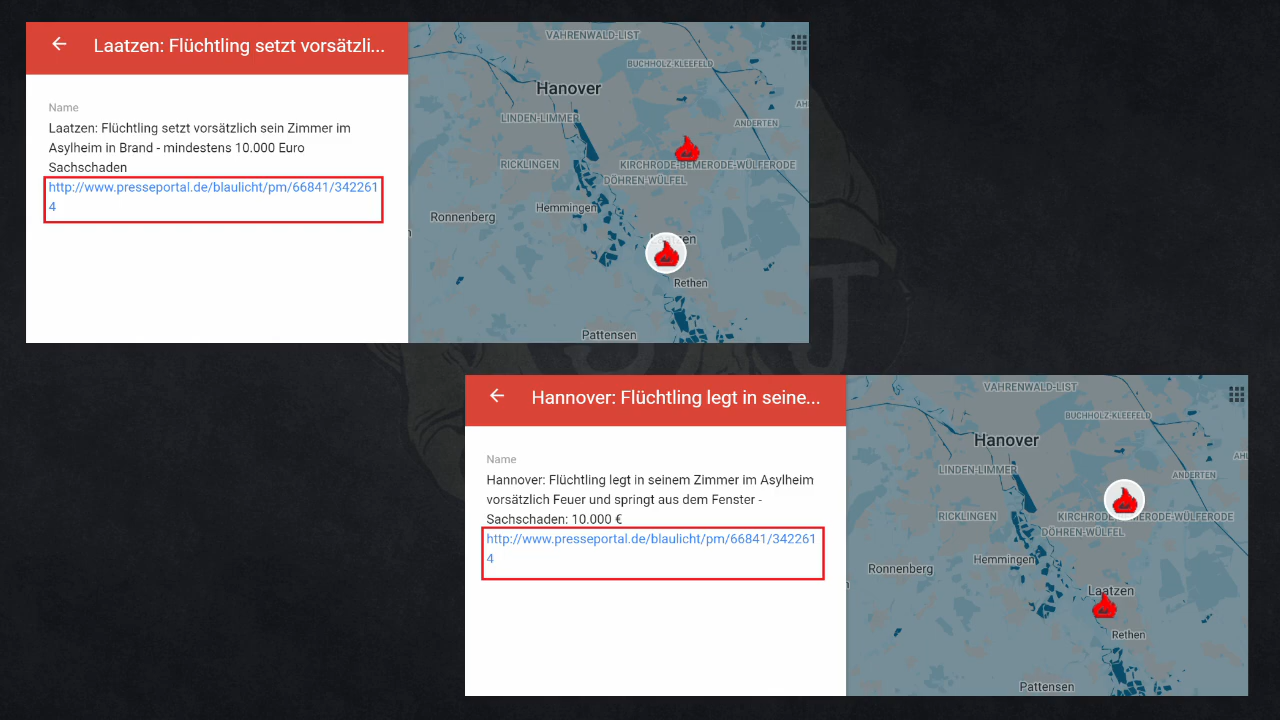 Laatzen: Flüchtling setzt vorsätzli...
Name
Laatzen: Flüchtling setzt vorsätzlich sein Zimmer im
Asylheim in Brand - mindestens 10.000 Euro
Sachschaden
http://www.presseportal.de/blaulicht/pm/66841/342261
4
VAHRENWALD-LIST
BUCHHOLZ-KLEEFELD
Hanover
AH
LINDEN-LIMMER
ANDERTEN
RICKLINGEN
KIRCHRODE-BEMERODE-WÜLFERODE
DÖHREN-WÜLFEL
Hemmingen
Ronnenberg
Laatzen
Rethen
Pattensen
Hannover: Flüchtling legt in seine...
Name
Hannover: Flüchtling legt in seinem Zimmer im Asylheim
vorsätzlich Feuer und springt aus dem Fenster -
Sachschaden: 10.000 €
http://www.presseportal.de/blaulicht/pm/66841/342261
4
VAHRENWALD-LIST
BUCHHOLZ-KLEEFELD
Hanover
AH
LINDEN-LIMMER
ANDERTEN
RICKLINGEN
KIRCHRODE-BEMERODE-WÜLFERODE
DÖHREN-WÜLFEL
Hemmingen
Ronnenberg
Laatzen
Rethen
Pattensen